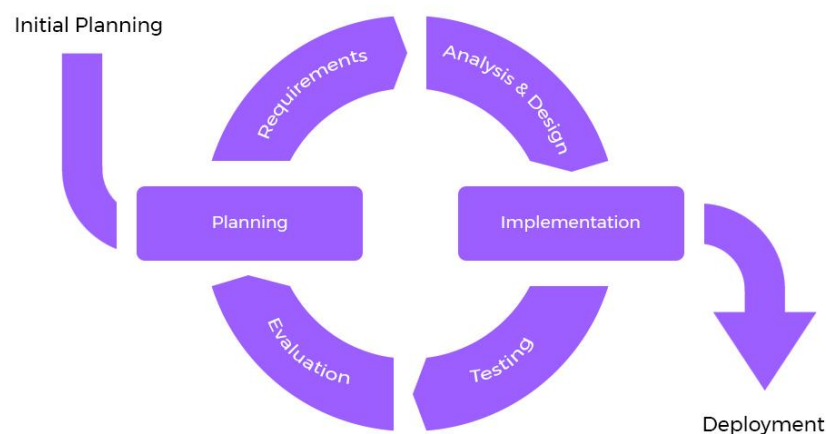 Initial Planning
Requirements
Analysis & Design
Planning
Implementation
Evaluation
Testing
Deployment